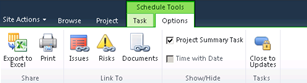 Schedule Tools
Site Actions Browse Project Task Options
Export to Excel Print Issues Risks Documents Project Summary Task Time with Date Close to Updates
Share Link To Show/Hide Tasks